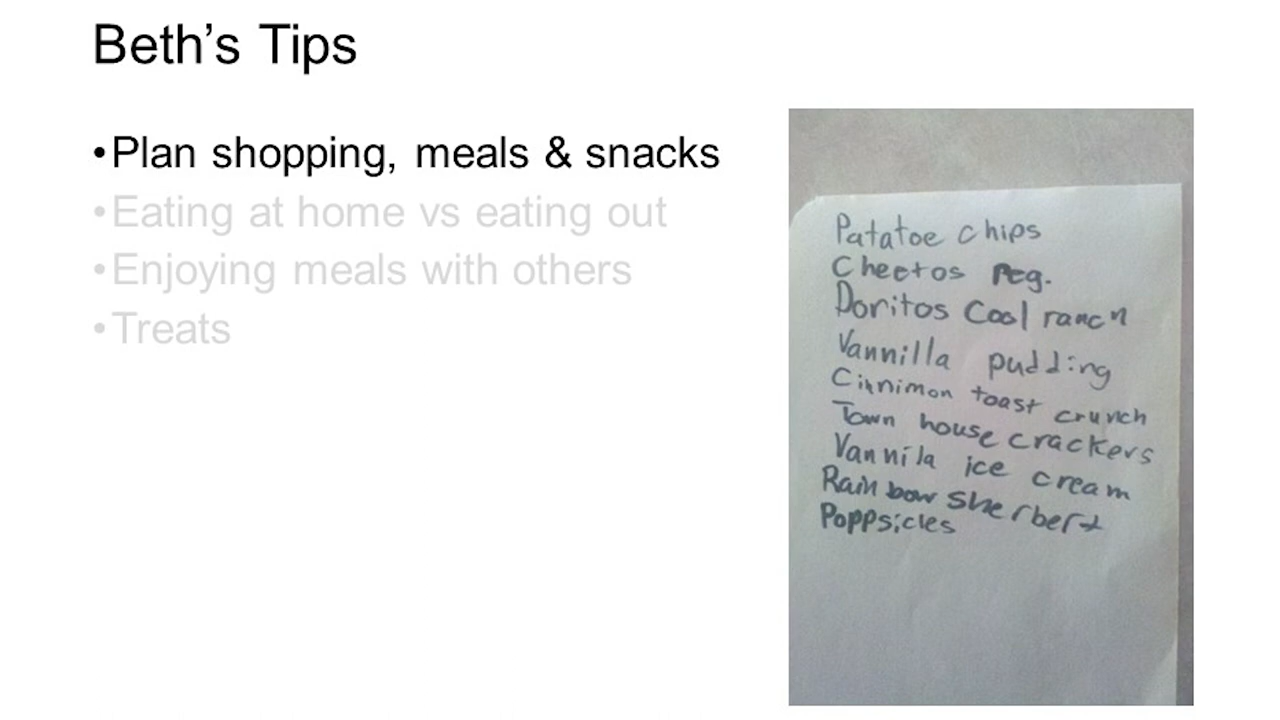 Beth’s Tips
•Plan shopping, meals & snacks
•Eating at home vs eating out
•Enjoying meals with others
•Treats
Patatoe chips
Cheetos Reg.
Doritos Cool ranch
Vannilla pudding
Cinnimon toast crunch
Town house crackers
Vannila ice cream
Rainbow sherbert
Poppsicles